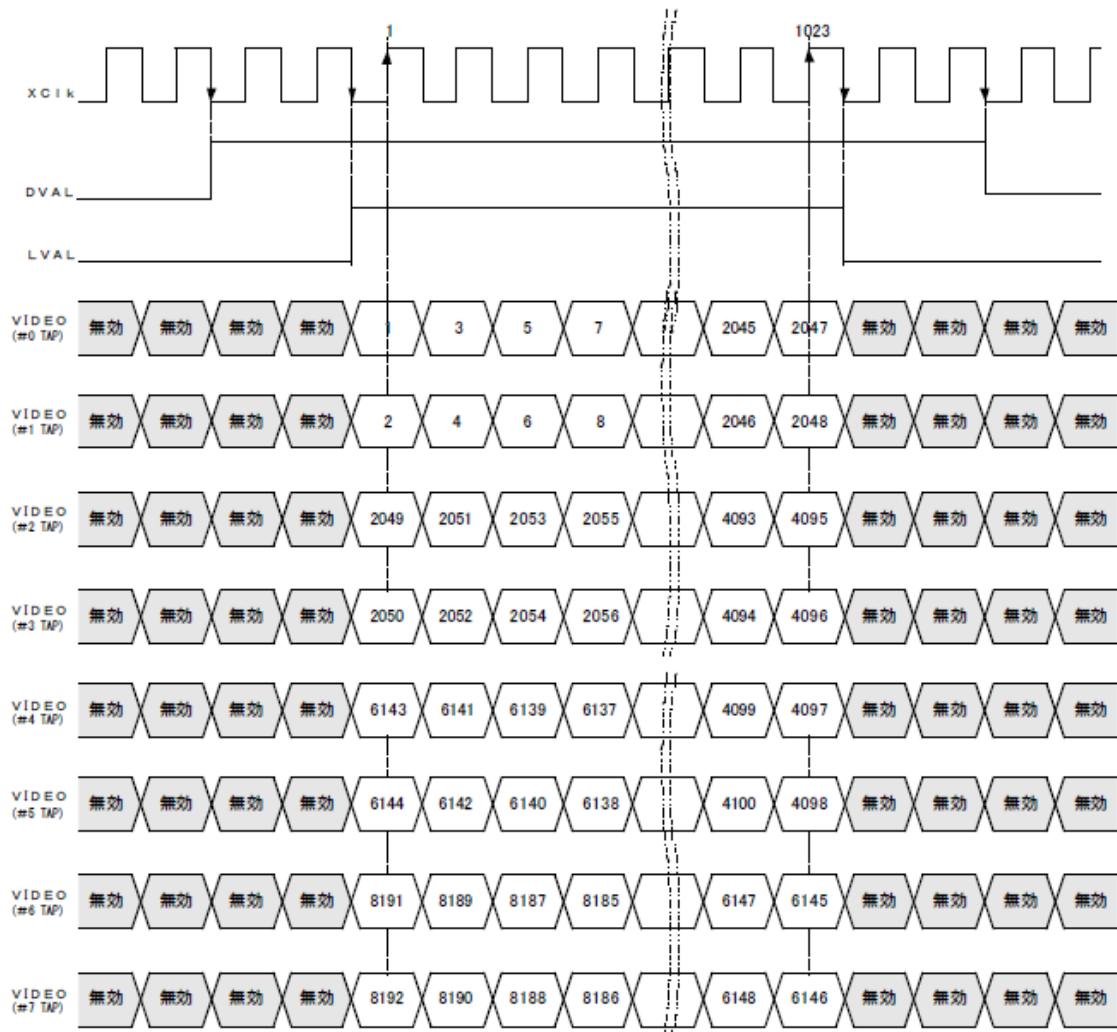 1 1023
XClk
DVAL
LVAL
VIDEO 無効 無効 無効 無効 1 3 5 7 2045 2047 無効 無効 無効 無効
(#0 TAP)
VIDEO 無効 無効 無効 無効 2 4 6 8 2046 2048 無効 無効 無効 無効
(#1 TAP)
VIDEO 無効 無効 無効 無効 2049 2051 2053 2055 4093 4095 無効 無効 無効 無効
(#2 TAP)
VIDEO 無効 無効 無効 無効 2050 2052 2054 2056 4094 4096 無効 無効 無効 無効
(#3 TAP)
VIDEO 無効 無効 無効 無効 6143 6141 6139 6137 4099 4097 無効 無効 無効 無効
(#4 TAP)
VIDEO 無効 無効 無効 無効 6144 6142 6140 6138 4100 4098 無効 無効 無効 無効
(#5 TAP)
VIDEO 無効 無効 無効 無効 8191 8189 8187 8185 6147 6145 無効 無効 無効 無効
(#6 TAP)
VIDEO 無効 無効 無効 無効 8192 8190 8188 8186 6148 6146 無効 無効 無効 無効
(#7 TAP)